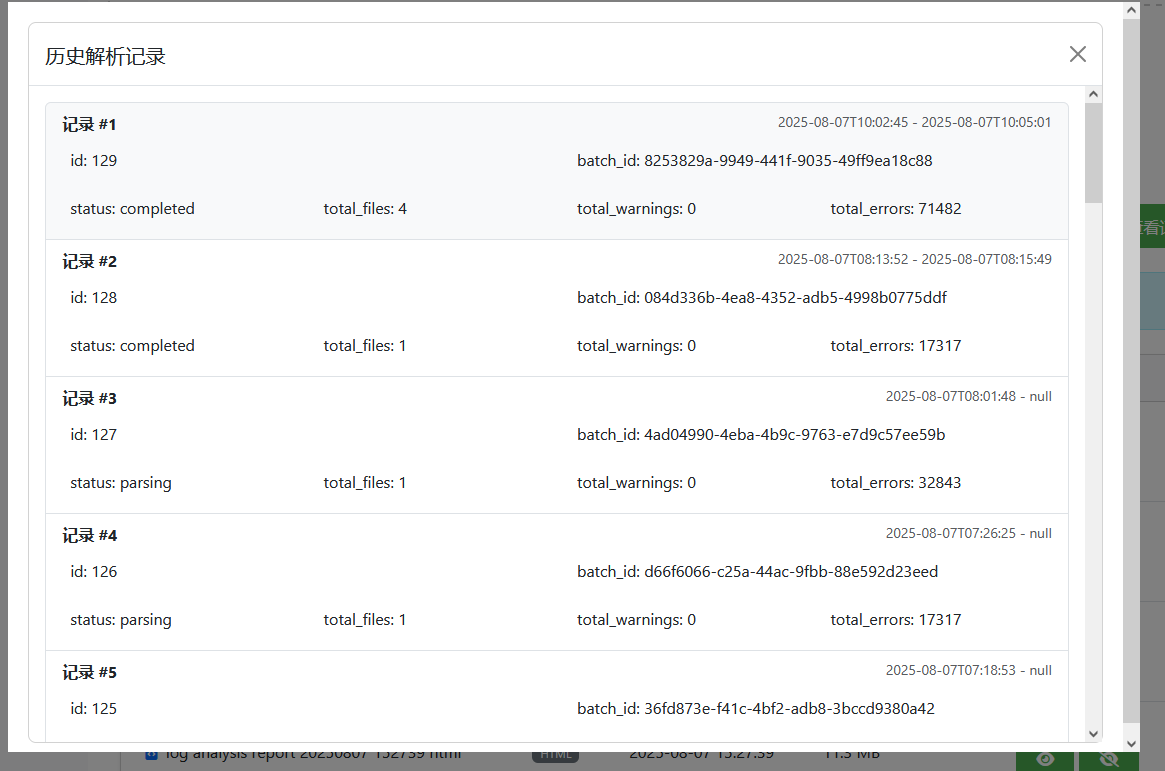 历史解析记录
记录 #1 2025-08-07T10:02:45 - 2025-08-07T10:05:01
id: 129 batch_id: 8253829a-9949-441f-9035-49ff9ea18c88
status: completed total_files: 4 total_warnings: 0 total_errors: 71482
记录 #2 2025-08-07T08:13:52 - 2025-08-07T08:15:49
id: 128 batch_id: 084d336b-4ea8-4352-adb5-4998b0775ddf
status: completed total_files: 1 total_warnings: 0 total_errors: 17317
记录 #3 2025-08-07T08:01:48 - null
id: 127 batch_id: 4ad04990-4eba-4b9c-9763-e7d9c57ee59b
status: parsing total_files: 1 total_warnings: 0 total_errors: 32843
记录 #4 2025-08-07T07:26:25 - null
id: 126 batch_id: d66f6066-c25a-44ac-9fbb-88e592d23eed
status: parsing total_files: 1 total_warnings: 0 total_errors: 17317
记录 #5 2025-08-07T07:18:53 - null
id: 125 batch_id: 36fd873e-f41c-4bf2-adb8-3bccd9380a42
HTML 2025-08-07 15:27:59 11.3 MB